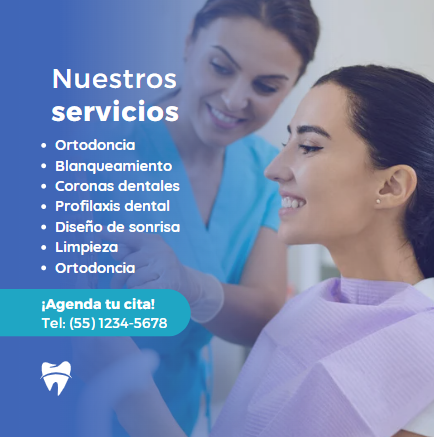 Nuestros
servicios
• Ortodoncia
• Blanqueamiento
• Coronas dentales
• Profilaxis dental
• Diseño de sonrisa
• Limpieza
• Ortodoncia
¡Agenda tu cita!
Tel: (55) 1234-5678